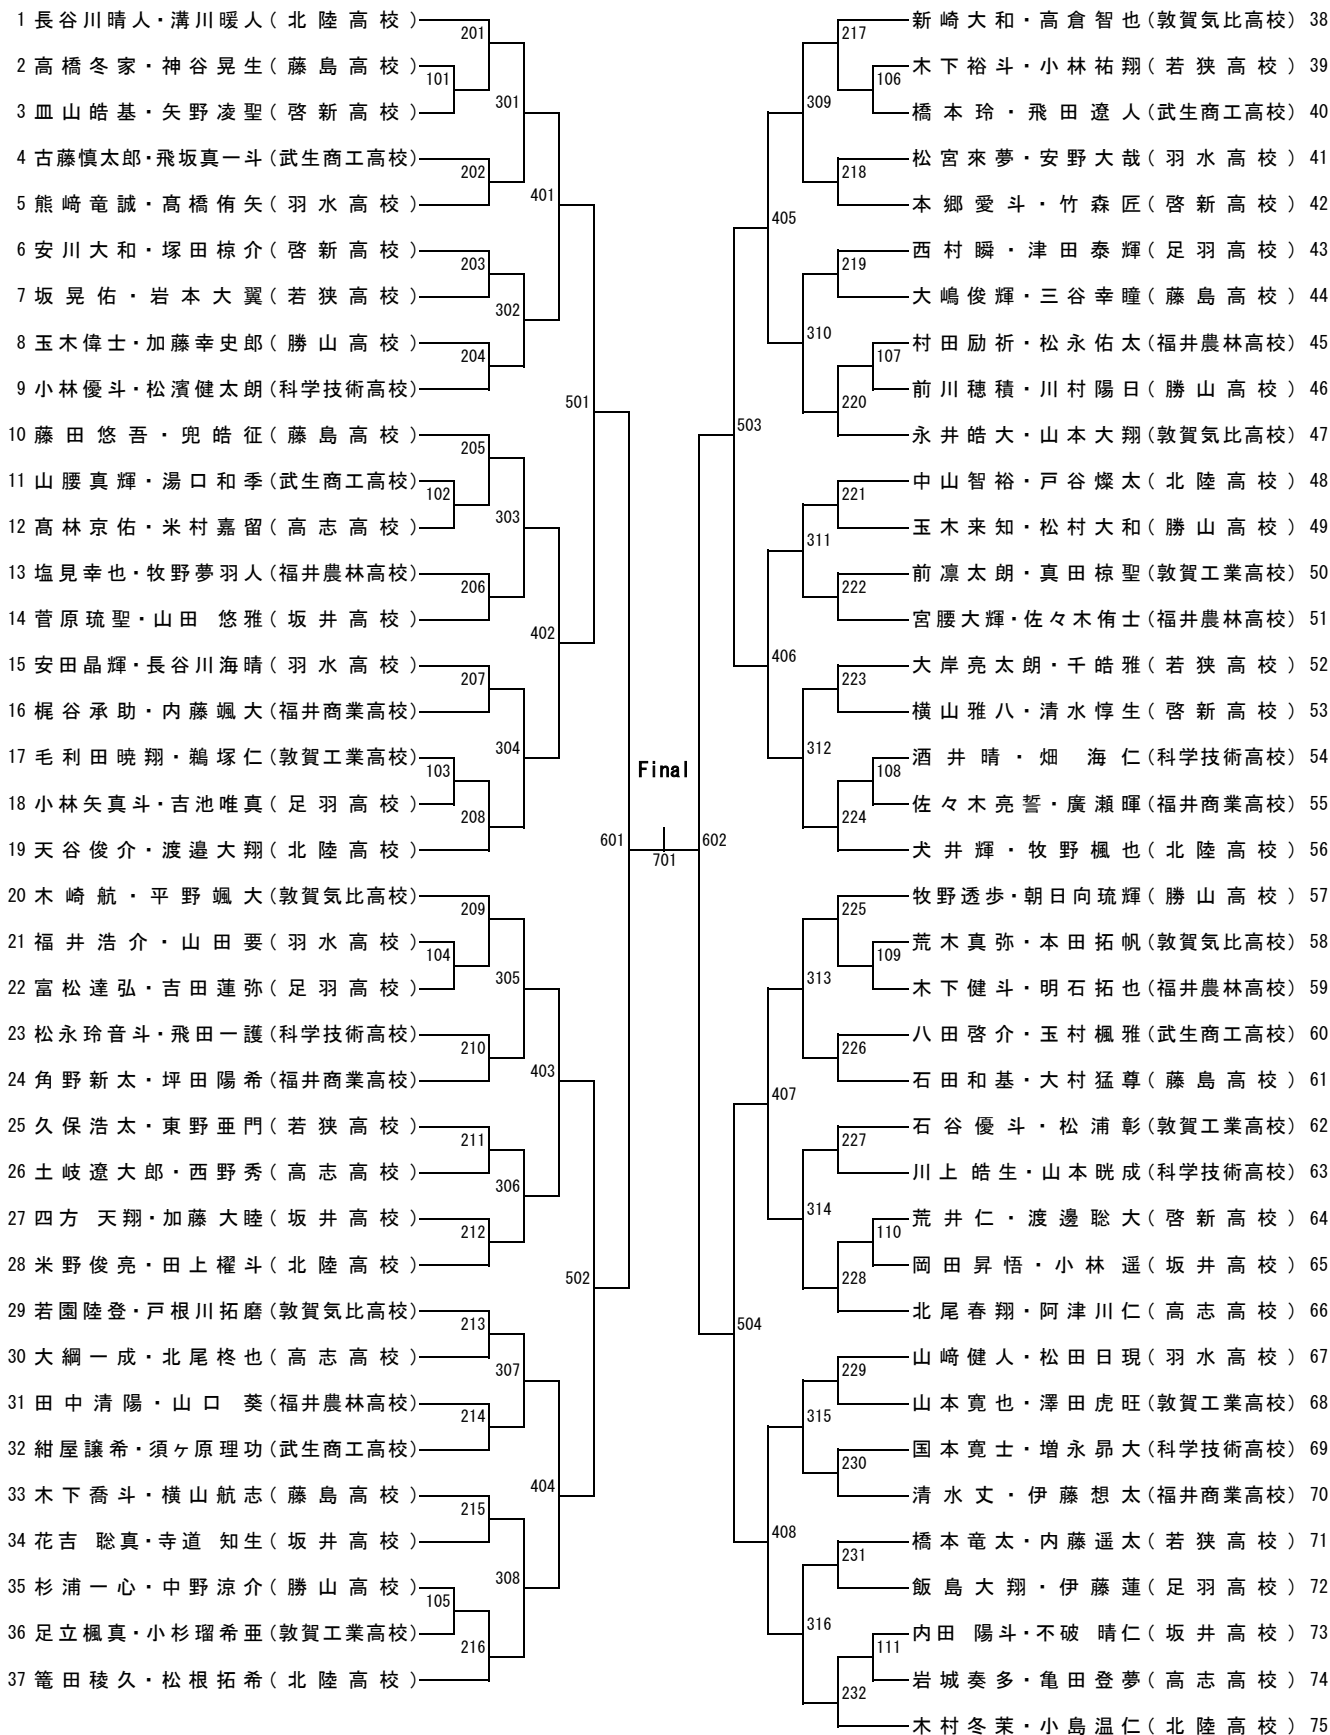 1 長谷川晴人・溝川暖人(北陸高校)
2 高橋冬家・神谷晃生(藤島高校)
3 皿山皓基・矢野凌聖(啓新高校)
4 古藤慎太郎・飛坂真一斗(武生商工高校)
5 熊﨑竜誠・髙橋侑矢(羽水高校)
6 安川大和・塚田椋介(啓新高校)
7 坂晃佑・岩本大翼(若狭高校)
8 玉木偉士・加藤幸史郎(勝山高校)
9 小林優斗・松濱健太朗(科学技術高校)
10 藤田悠吾・兜皓征(藤島高校)
11 山腰真輝・湯口和季(武生商工高校)
12 髙林京佑・米村嘉留(高志高校)
13 塩見幸也・牧野夢羽人(福井農林高校)
14 菅原琉聖・山田 悠雅(坂井高校)
15 安田晶輝・長谷川海晴(羽水高校)
16 梶谷承助・内藤颯大(福井商業高校)
17 毛利田暁翔・鵜塚仁(敦賀工業高校)
18 小林矢真斗・吉池唯真(足羽高校)
19 天谷俊介・渡邉大翔(北陸高校)
20 木崎航・平野颯大(敦賀気比高校)
21 福井浩介・山田要(羽水高校)
22 富松達弘・吉田蓮弥(足羽高校)
23 松永玲音斗・飛田一護(科学技術高校)
24 角野新太・坪田陽希(福井商業高校)
25 久保浩太・東野亜門(若狭高校)
26 土岐遼大郎・西野秀(高志高校)
27 四方 天翔・加藤 大睦(坂井高校)
28 米野俊亮・田上櫂斗(北陸高校)
29 若園陸登・戸根川拓磨(敦賀気比高校)
30 大綱一成・北尾柊也(高志高校)
31 田中清陽・山口 葵(福井農林高校)
32 紺屋譲希・須ヶ原理功(武生商工高校)
33 木下喬斗・横山航志(藤島高校)
34 花吉 聡真・寺道 知生(坂井高校)
35 杉浦一心・中野涼介(勝山高校)
36 足立楓真・小杉瑠希亜(敦賀工業高校)
37 篭田稜久・松根拓希(北陸高校)
101
102
103
104
105
201
202
203
204
205
206
207
208
209
210
211
212
213
214
215
216
301
302
303
304
305
306
307
308
401
402
403
404
501
502
601
Final
701
602
503
504
405
406
407
408
309
310
311
312
313
314
315
316
217
218
219
220
221
222
223
224
225
226
227
228
229
230
231
232
106
107
108
109
110
111
新崎大和・高倉智也(敦賀気比高校) 38
木下裕斗・小林祐翔(若狭高校) 39
橋本玲・飛田遼人(武生商工高校) 40
松宮來夢・安野大哉(羽水高校) 41
本郷愛斗・竹森匠(啓新高校) 42
西村瞬・津田泰輝(足羽高校) 43
大嶋俊輝・三谷幸瞳(藤島高校) 44
村田励祈・松永佑太(福井農林高校) 45
前川穂積・川村陽日(勝山高校) 46
永井皓大・山本大翔(敦賀気比高校) 47
中山智裕・戸谷燦太(北陸高校) 48
玉木来知・松村大和(勝山高校) 49
前凛太朗・真田椋聖(敦賀工業高校) 50
宮腰大輝・佐々木侑士(福井農林高校) 51
大岸亮太朗・千皓雅(若狭高校) 52
横山雅八・清水惇生(啓新高校) 53
酒井晴・畑 海仁(科学技術高校) 54
佐々木亮誓・廣瀬暉(福井商業高校) 55
犬井輝・牧野楓也(北陸高校) 56
牧野透歩・朝日向琉輝(勝山高校) 57
荒木真弥・本田拓帆(敦賀気比高校) 58
木下健斗・明石拓也(福井農林高校) 59
八田啓介・玉村楓雅(武生商工高校) 60
石田和基・大村猛尊(藤島高校) 61
石谷優斗・松浦彰(敦賀工業高校) 62
川上皓生・山本晄成(科学技術高校) 63
荒井仁・渡邊聡大(啓新高校) 64
岡田昇悟・小林遥(坂井高校) 65
北尾春翔・阿津川仁(高志高校) 66
山﨑健人・松田日現(羽水高校) 67
山本寛也・澤田虎旺(敦賀工業高校) 68
国本寛士・増永昴大(科学技術高校) 69
清水丈・伊藤想太(福井商業高校) 70
橋本竜太・内藤遥太(若狭高校) 71
飯島大翔・伊藤蓮(足羽高校) 72
内田 陽斗・不破 晴仁(坂井高校) 73
岩城奏多・亀田登夢(高志高校) 74
木村冬茉・小島温仁(北陸高校) 75